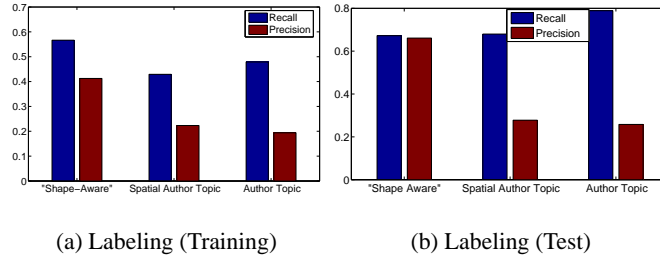 0.7
0.6
0.5
0.4
0.3
0.2
0.1
0
Recall
Precision
"Shape-Aware" Spatial Author Topic Author Topic
(a) Labeling (Training)
0.8
0.6
0.4
0.2
0
Recall
Precision
"Shape Aware" Spatial Author Topic Author Topic
(b) Labeling (Test)